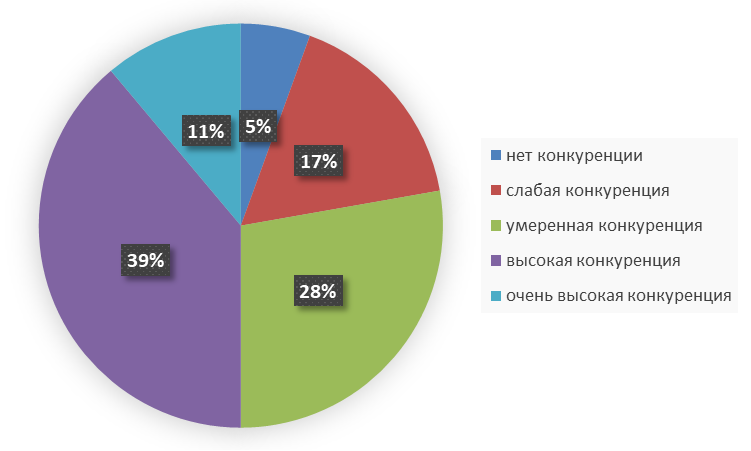 11%
5%
17%
39%
28%
нет конкуренции
слабая конкуренция
умеренная конкуренция
высокая конкуренция
очень высокая конкуренция